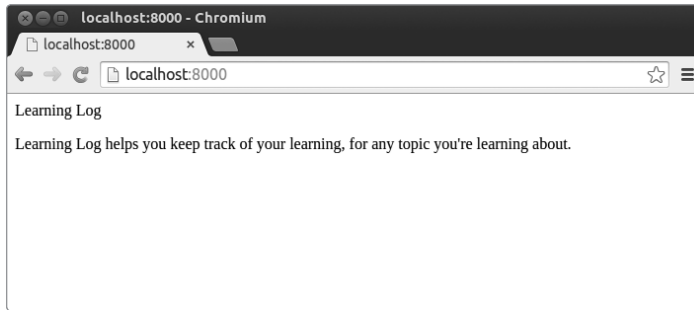 localhost:8000 - Chromium
localhost:8000
localhost:8000
Learning Log
Learning Log helps you keep track of your learning, for any topic you're learning about.